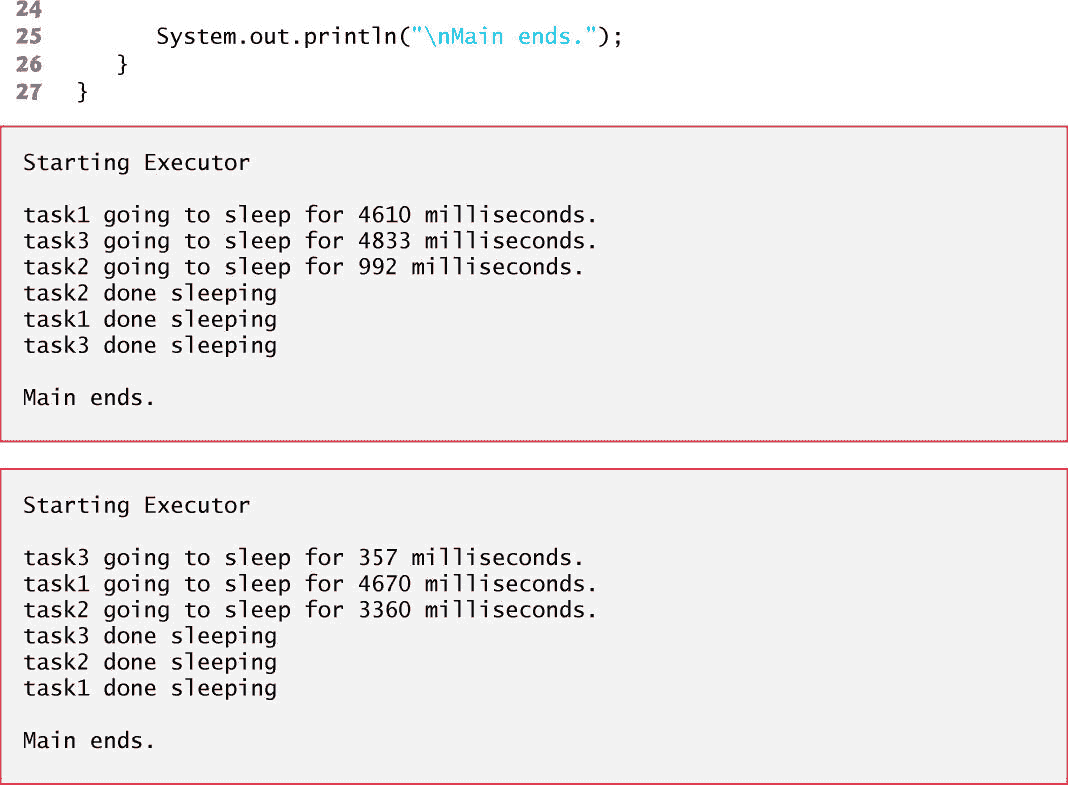 24
25 System.out.println("\nMain ends.");
26 }
27 }
Starting Executor
task1 going to sleep for 4610 milliseconds.
task3 going to sleep for 4833 milliseconds.
task2 going to sleep for 992 milliseconds.
task2 done sleeping
task1 done sleeping
task3 done sleeping
Main ends.
Starting Executor
task3 going to sleep for 357 milliseconds.
task1 going to sleep for 4670 milliseconds.
task2 going to sleep for 3360 milliseconds.
task3 done sleeping
task2 done sleeping
task1 done sleeping
Main ends.